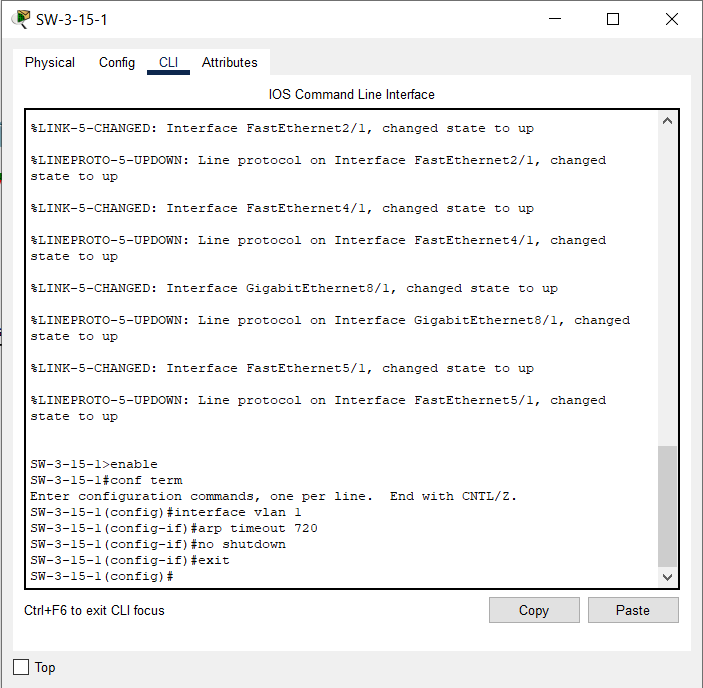 SW-3-15-1
Physical Config CLI Attributes
IOS Command Line Interface
%LINK-5-CHANGED: Interface FastEthernet2/1, changed state to up
%LINEPROTO-5-UPDOWN: Line protocol on Interface FastEthernet2/1, changed
state to up
%LINK-5-CHANGED: Interface FastEthernet4/1, changed state to up
%LINEPROTO-5-UPDOWN: Line protocol on Interface FastEthernet4/1, changed
state to up
%LINK-5-CHANGED: Interface GigabitEthernet8/1, changed state to up
%LINEPROTO-5-UPDOWN: Line protocol on Interface GigabitEthernet8/1, changed
state to up
%LINK-5-CHANGED: Interface FastEthernet5/1, changed state to up
%LINEPROTO-5-UPDOWN: Line protocol on Interface FastEthernet5/1, changed
state to up
SW-3-15-1>enable
SW-3-15-1#conf term
Enter configuration commands, one per line.  End with CNTL/Z.
SW-3-15-1(config)#interface vlan 1
SW-3-15-1(config-if)#arp timeout 720
SW-3-15-1(config-if)#no shutdown
SW-3-15-1(config-if)#exit
SW-3-15-1(config)#
Ctrl+F6 to exit CLI focus
Copy Paste
Top